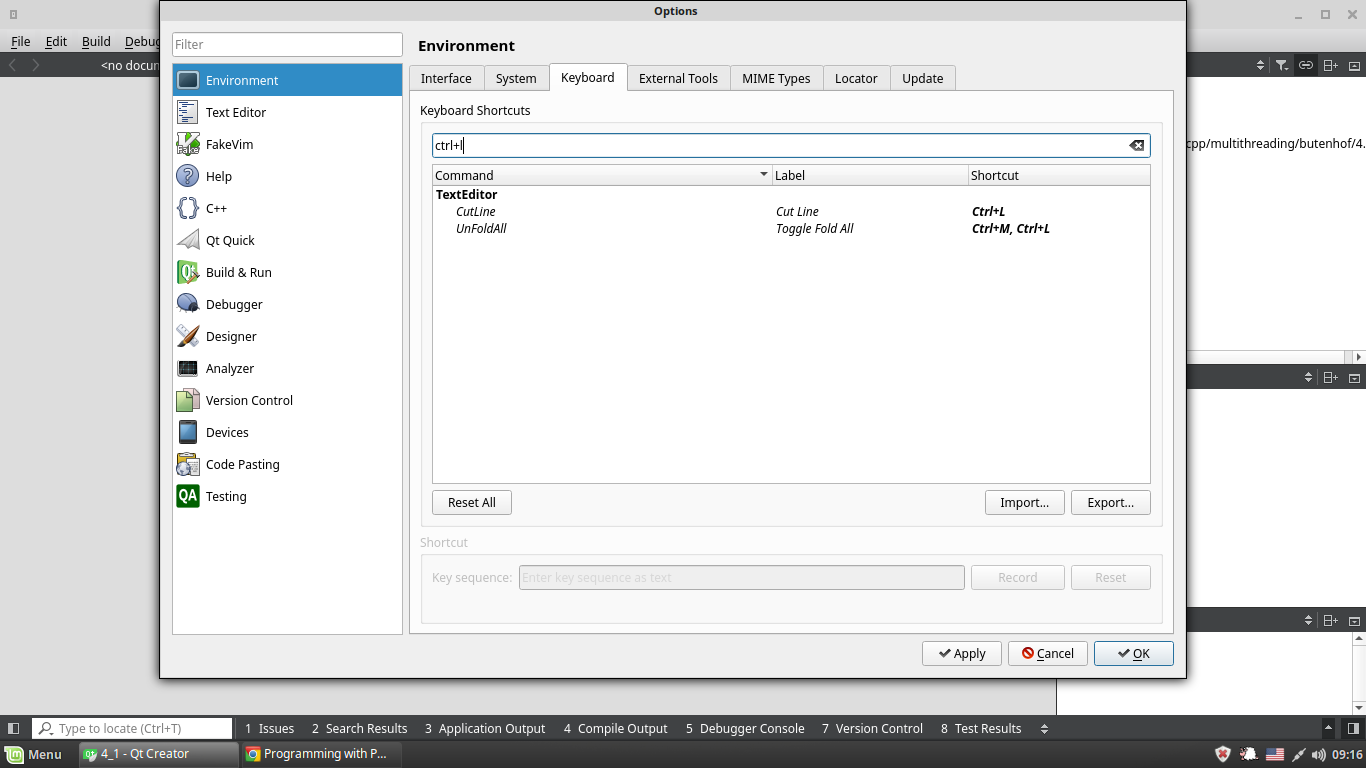 Options
File Edit Build Debug
<no docum
Filter
Environment
Text Editor
FakeVim
Help
C++
Qt Quick
Build & Run
Debugger
Designer
Analyzer
Version Control
Devices
Code Pasting
Testing
Environment
Interface System Keyboard External Tools MIME Types Locator Update
Keyboard Shortcuts
ctrl+l
Command Label Shortcut
TextEditor
CutLine Cut Line Ctrl+L
UnFoldAll Toggle Fold All Ctrl+M, Ctrl+L
Reset All Import... Export...
Shortcut
Key sequence: Enter key sequence as text Record Reset
Apply Cancel OK
cpp/multithreading/butenhof/4.
Type to locate (Ctrl+T) 1 Issues 2 Search Results 3 Application Output 4 Compile Output 5 Debugger Console 7 Version Control 8 Test Results
Menu 4_1 - Qt Creator Programming with P... 09:16